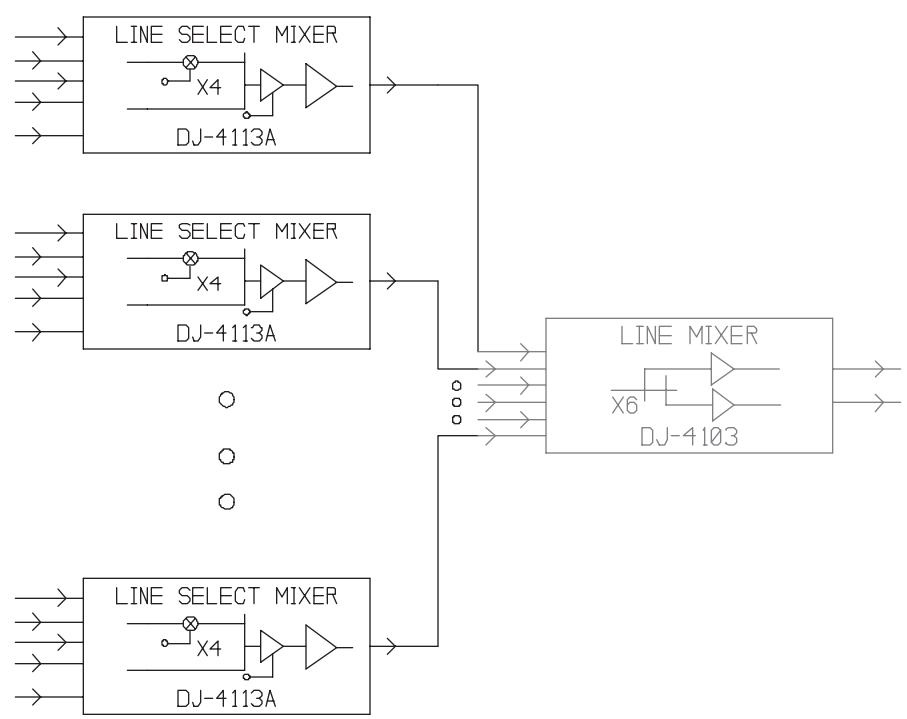 LINE SELECT MIXER
X4
DJ-4113A
LINE SELECT MIXER
X4
DJ-4113A
LINE MIXER
X6
DJ-4103
LINE SELECT MIXER
X4
DJ-4113A